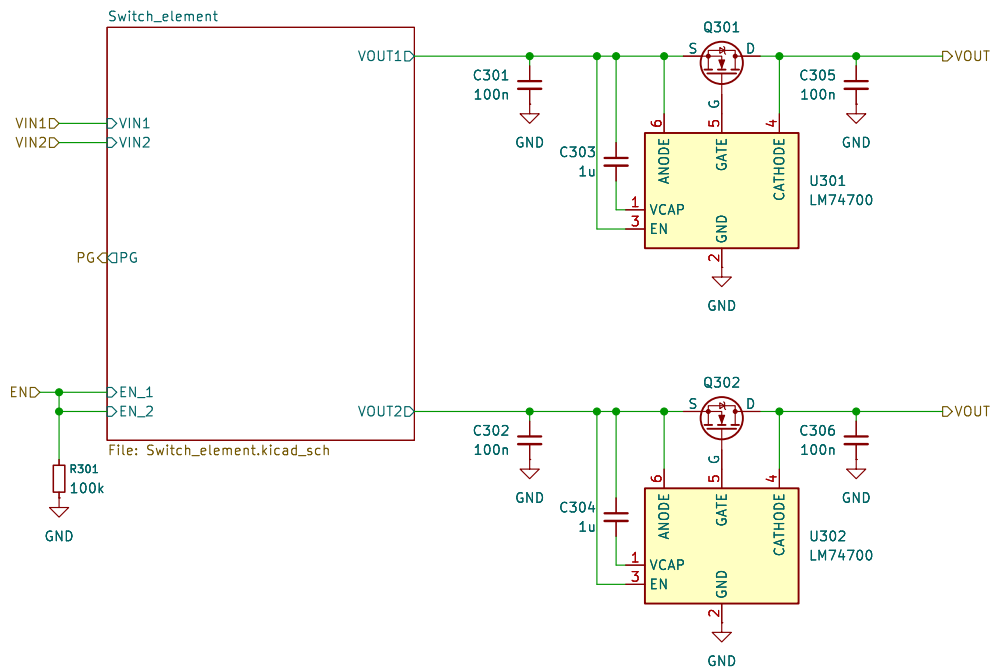 Switch_element
VOUT1
VIN1
VIN1
VIN2
VIN2
PG
PG
EN
EN_1
EN_2
VOUT2
File: Switch_element.kicad_sch
R301
100k
GND
C301
100n
GND
Q301
S
D
G
C305
100n
GND
VOUT
C303
1u
6
5
4
ANODE
GATE
CATHODE
1
VCAP
3
EN
GND
2
U301
LM74700
GND
C302
100n
GND
Q302
S
D
G
C306
100n
GND
VOUT
C304
1u
6
5
4
ANODE
GATE
CATHODE
1
VCAP
3
EN
GND
2
U302
LM74700
GND